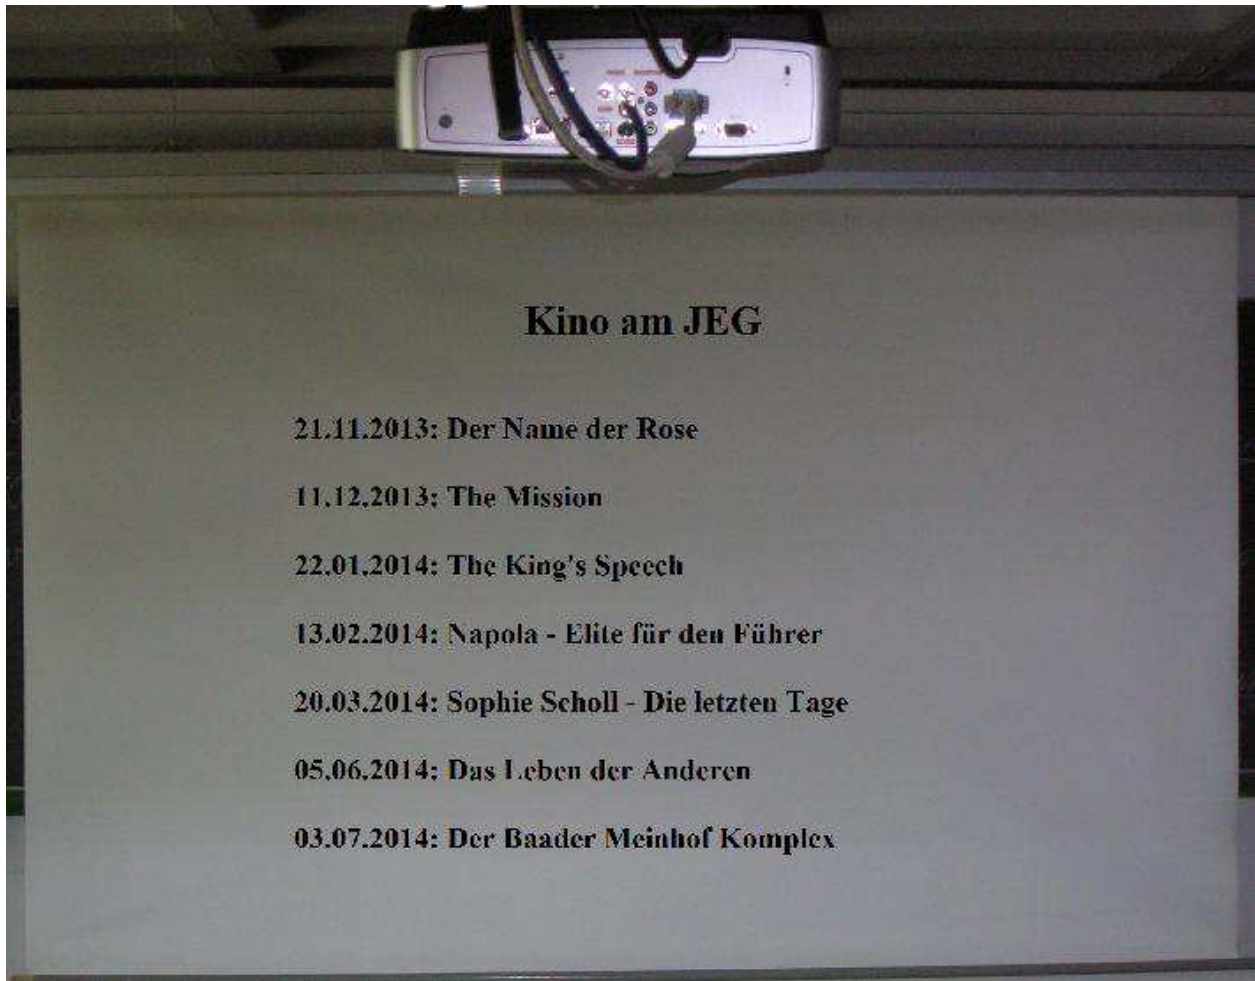 Kino am JEG
21.11.2013: Der Name der Rose
11.12.2013: The Mission
22.01.2014: The King's Speech
13.02.2014: Napola - Elite für den Führer
20.03.2014: Sophie Scholl - Die letzten Tage
05.06.2014: Das Leben der Anderen
03.07.2014: Der Baader Meinhof Komplex